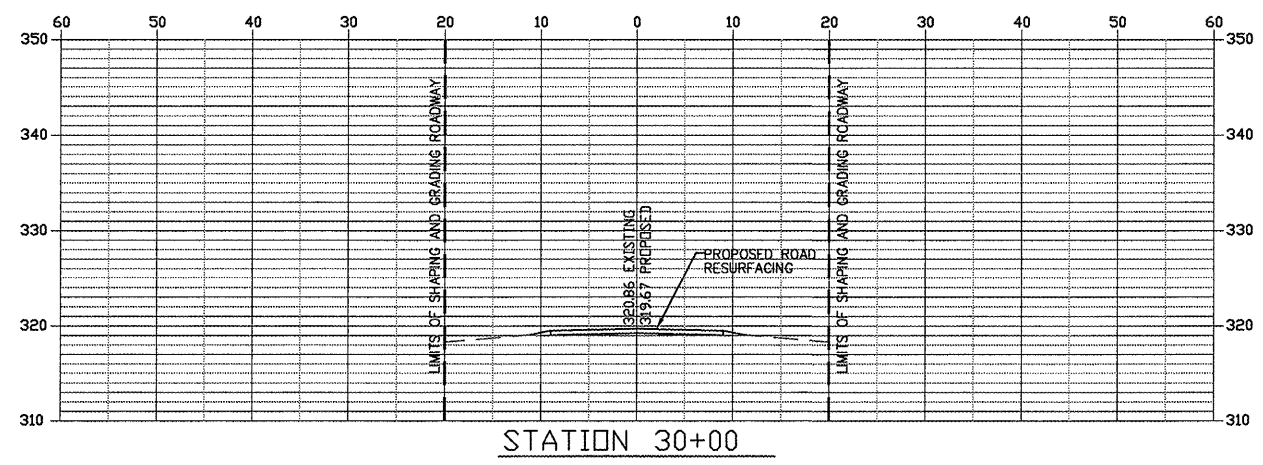 60 50 40 30 20 10 0 10 20 30 40 50 60
350 350
340 340
330 330
320 320
310 310
LIMITS OF SHAPING AND GRADING ROADWAY
320.86 EXISTING
319.67 PROPOSED
PROPOSED ROAD
RESURFACING
LIMITS OF SHAPING AND GRADING ROADWAY
STATION 30+00